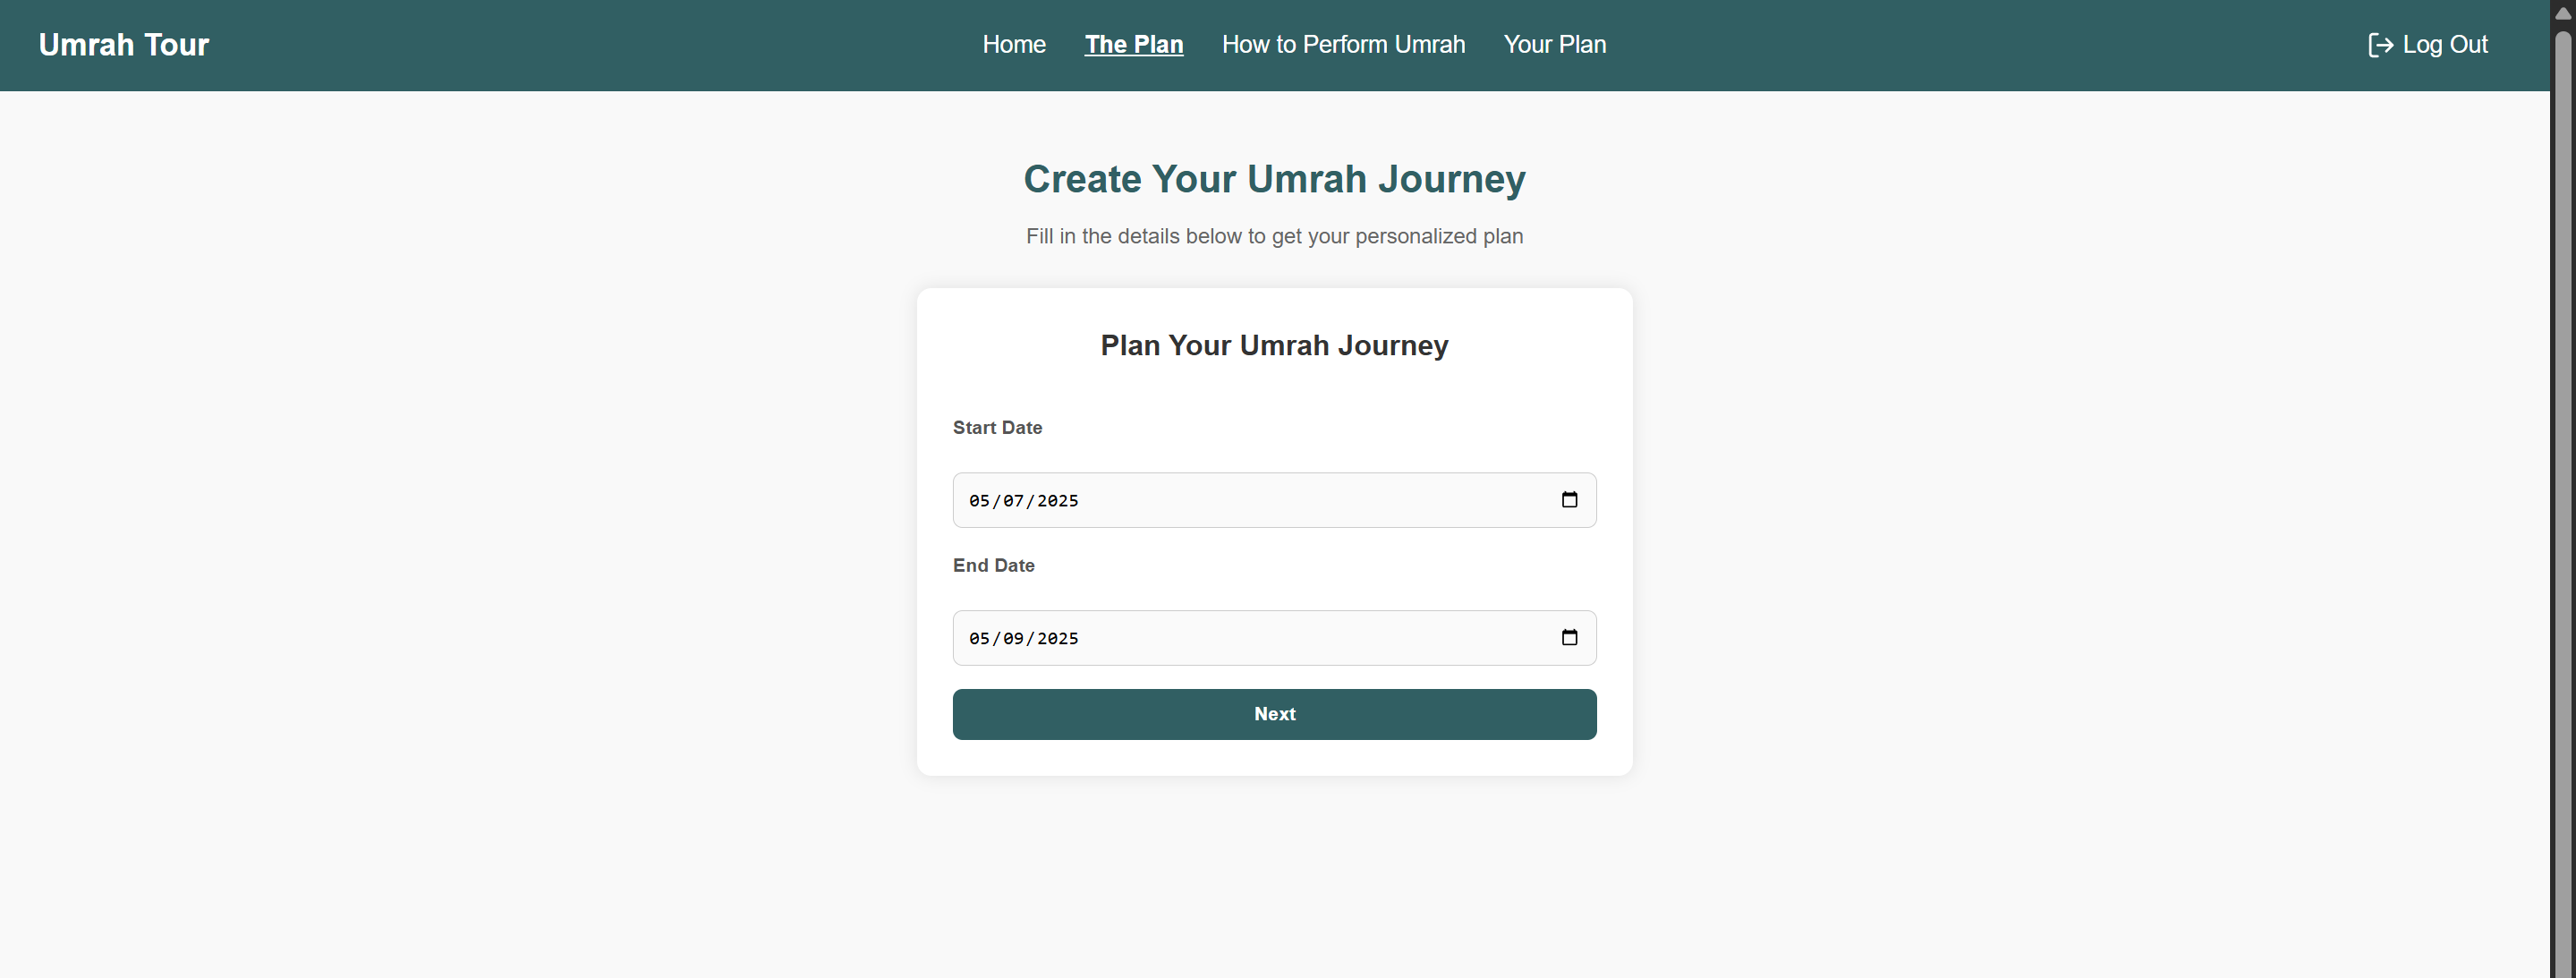 Umrah Tour
Home
The Plan
How to Perform Umrah
Your Plan
Log Out
Create Your Umrah Journey
Fill in the details below to get your personalized plan
Plan Your Umrah Journey
Start Date
05/07/2025
End Date
05/09/2025
Next